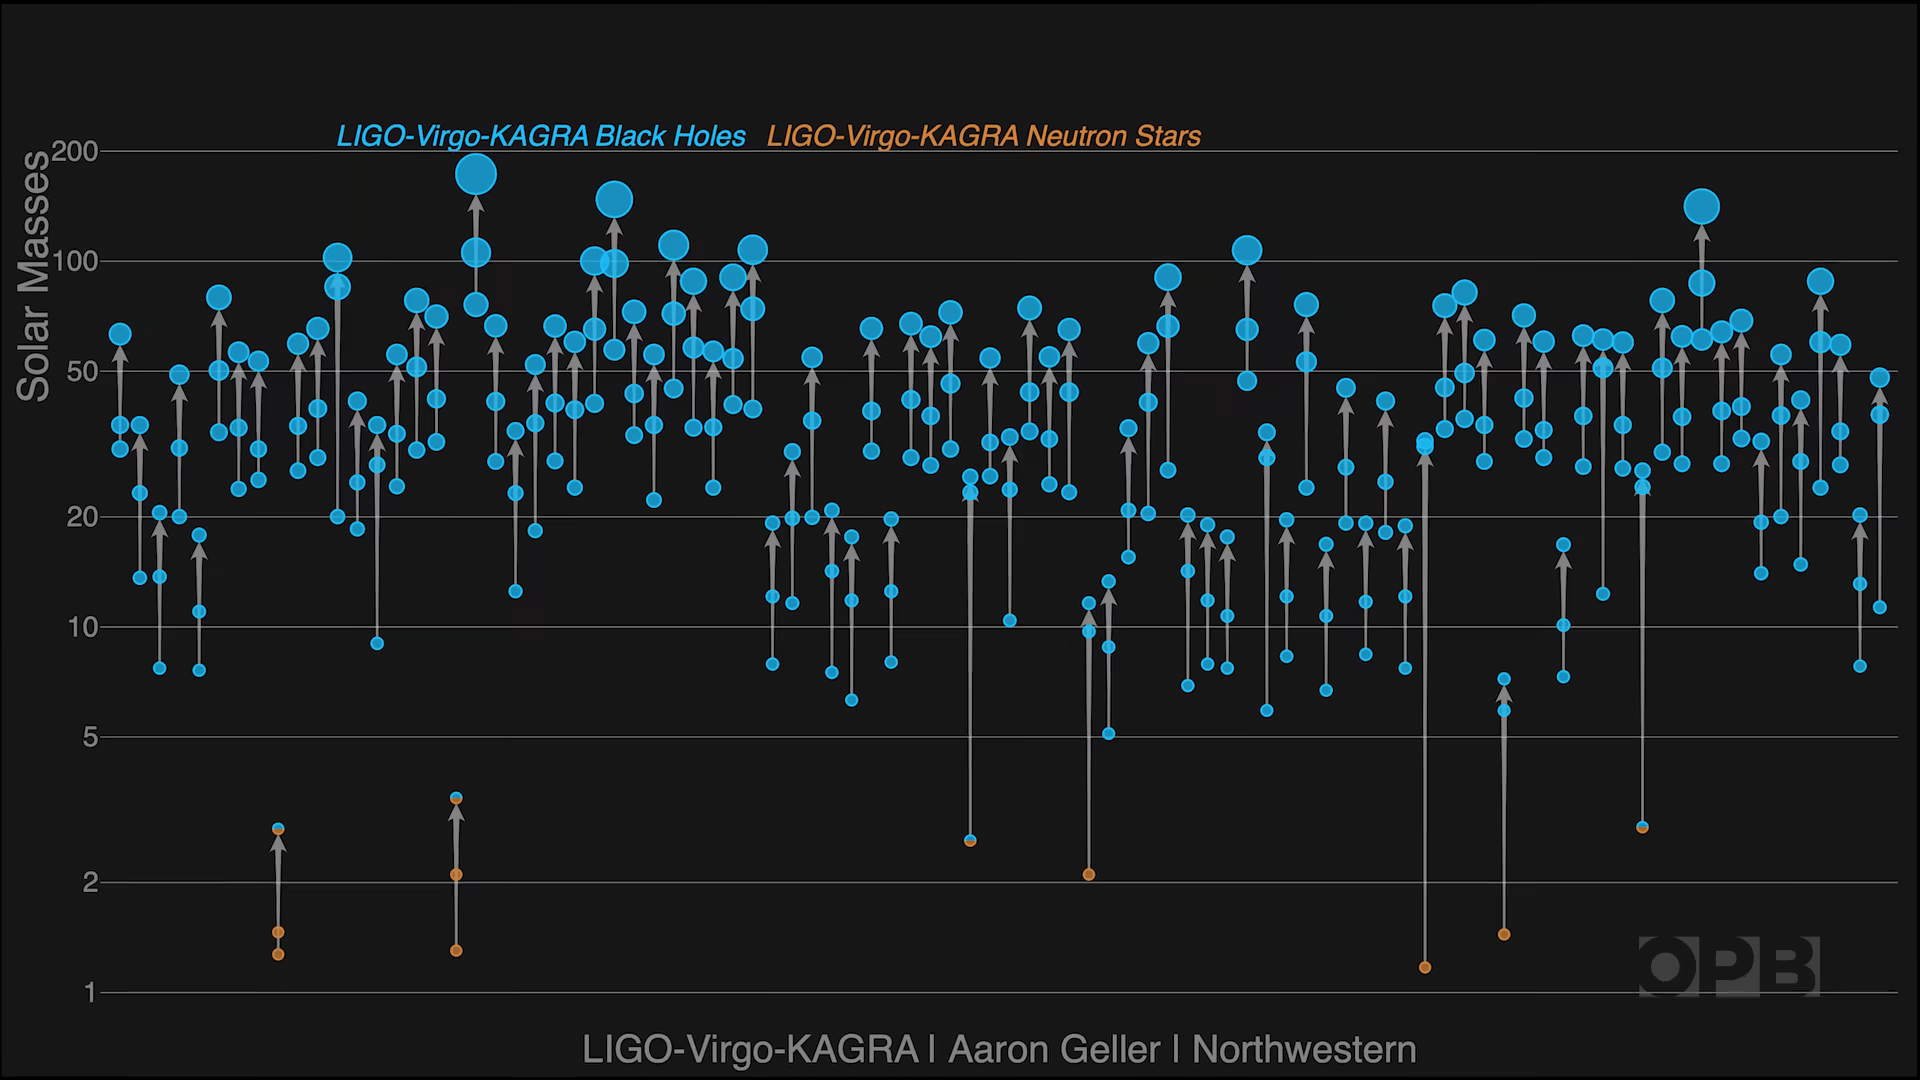 LIGO-Virgo-KAGRA Black Holes LIGO-Virgo-KAGRA Neutron Stars
Solar Masses
200
100
50
20
10
5
2
1
OPB
LIGO-Virgo-KAGRA | Aaron Geller | Northwestern